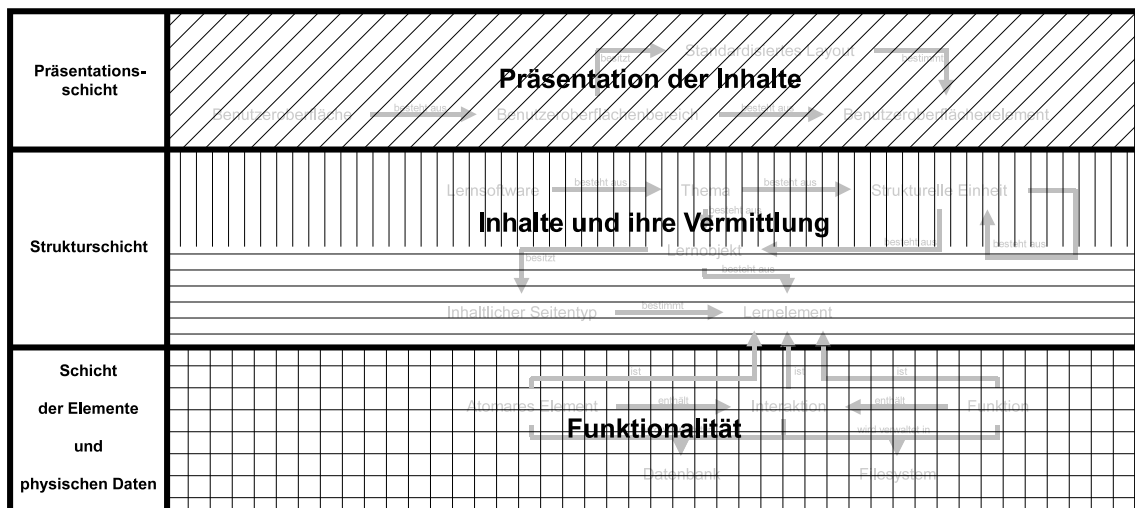 Präsentations-
schicht
Standardisiertes Layout
besitzt
bestimmt
Präsentation der Inhalte
Benutzeroberfläche
besteht aus
Benutzeroberflächenbereich
besteht aus
Benutzeroberflächenelement
Strukturschicht
Lernsoftware
besteht aus
Thema
besteht aus
Strukturelle Einheit
besteht aus
Inhalte und ihre Vermittlung
Lernobjekt
besteht aus
besteht aus
besitzt
besteht aus
Inhaltlicher Seitentyp
bestimmt
Lernelement
Schicht
der Elemente
und
physischen Daten
ist
ist
ist
Atomares Element
enthält
Interaktion
enthält
Funktion
Funktionalität
wird verwaltet in
Datenbank
Filesystem